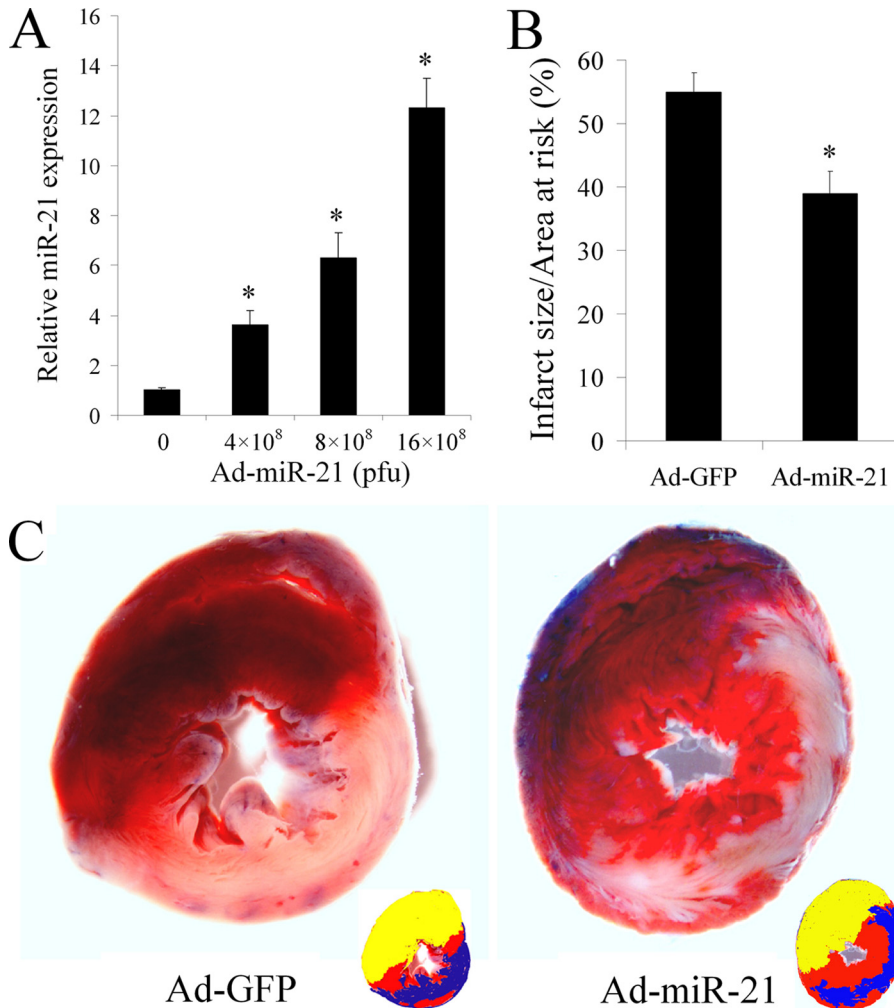 A
Relative miR-21 expression
16
14
12
10
8
6
4
2
0
*
*
*
0 4×10⁸ 8×10⁸ 16×10⁸
Ad-miR-21 (pfu)
B
Infarct size/Area at risk (%)
60
50
40
30
20
10
0
*
Ad-GFP Ad-miR-21
C
Ad-GFP Ad-miR-21